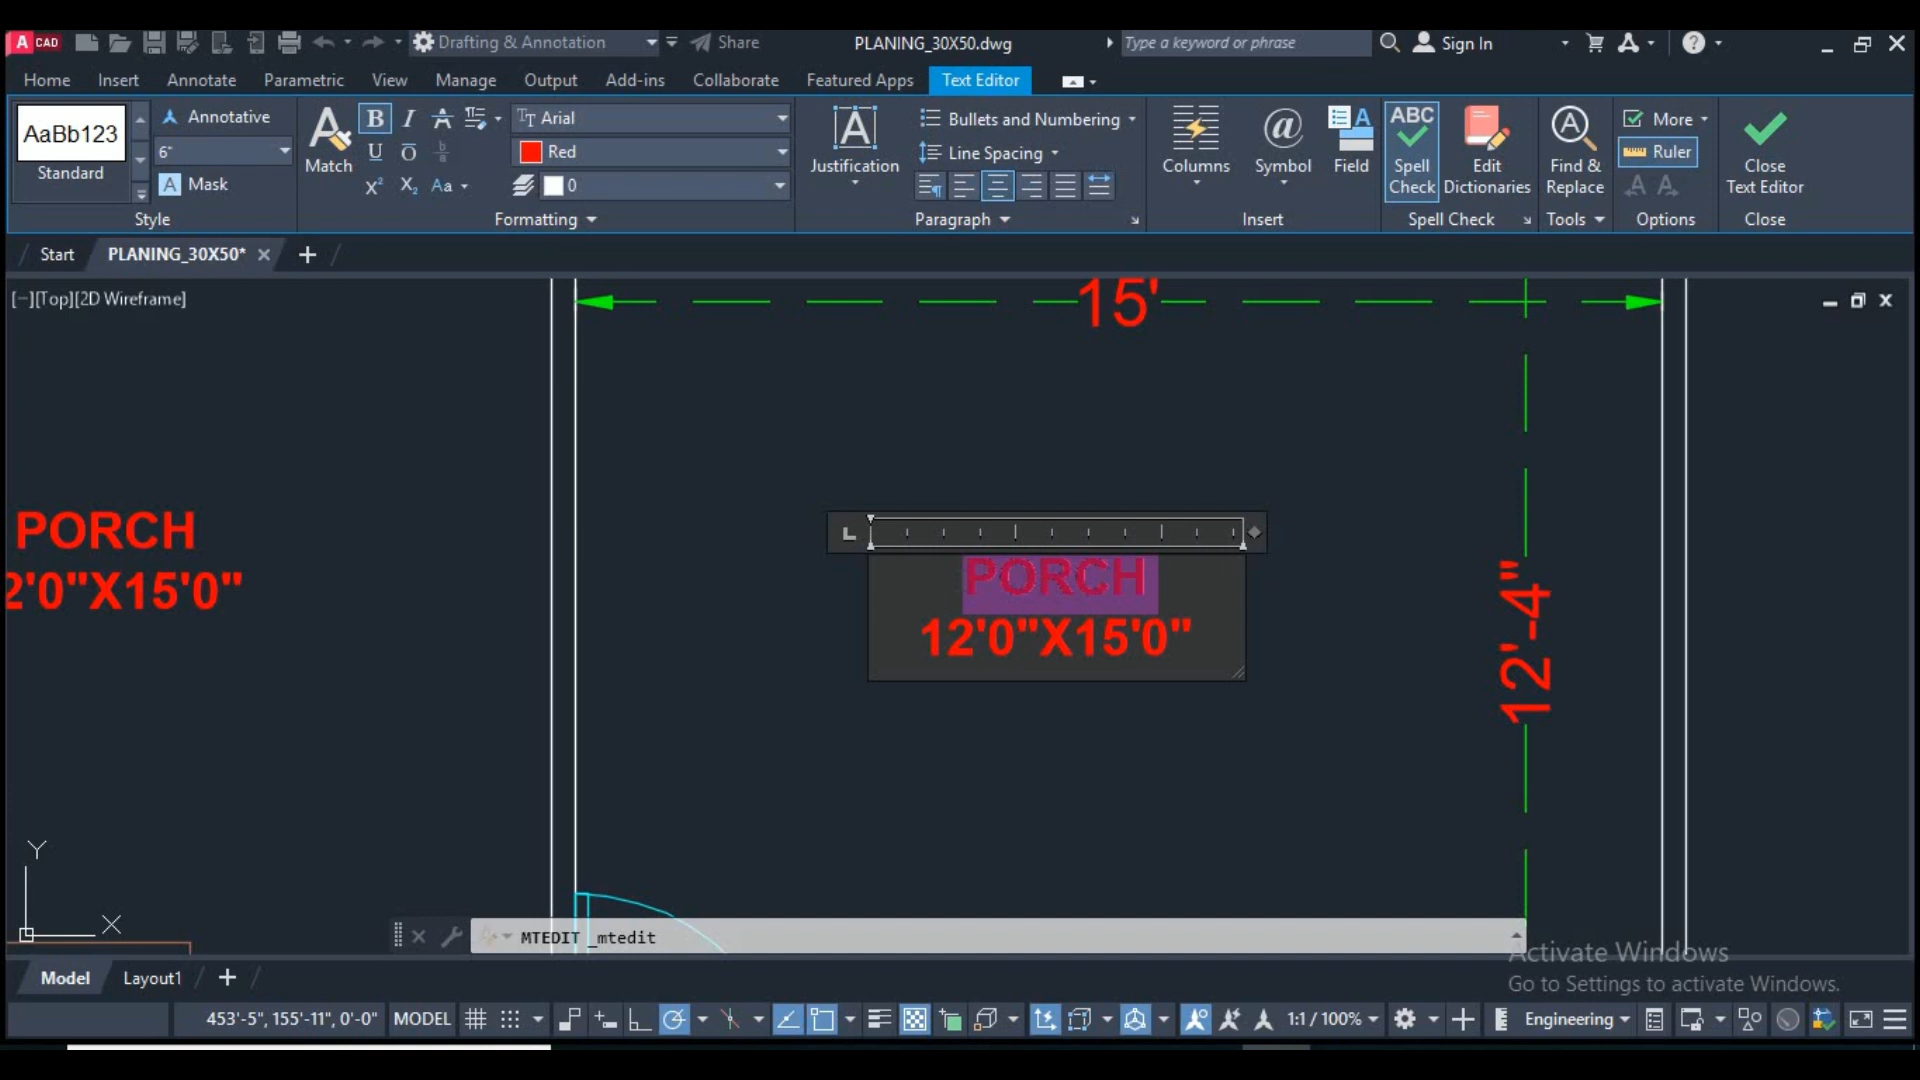 A CAD
Drafting & Annotation
Share
PLANING_30X50.dwg
Type a keyword or phrase
Sign In
?
Home
Insert
Annotate
Parametric
View
Manage
Output
Add-ins
Collaborate
Featured Apps
Text Editor
AaBb123
Standard
Annotative
6"
A Mask
Style
Match
B
I
U
O
Aa
Arial
Red
0
Formatting
Justification
Bullets and Numbering
Line Spacing
Paragraph
Columns
Symbol
Field
Insert
ABC
Spell Check
Edit Dictionaries
Spell Check
Find & Replace
Tools
More
Ruler
Options
Close Text Editor
Close
Start
PLANING_30X50*
[−][Top][2D Wireframe]
15'
PORCH
2'0"X15'0"
PORCH
12'0"X15'0"
12'-4"
Y
X
MTEDIT _mtedit
Activate Windows
Go to Settings to activate Windows.
Model
Layout1
453'-5", 155'-11", 0'-0"
MODEL
1:1 / 100%
Engineering